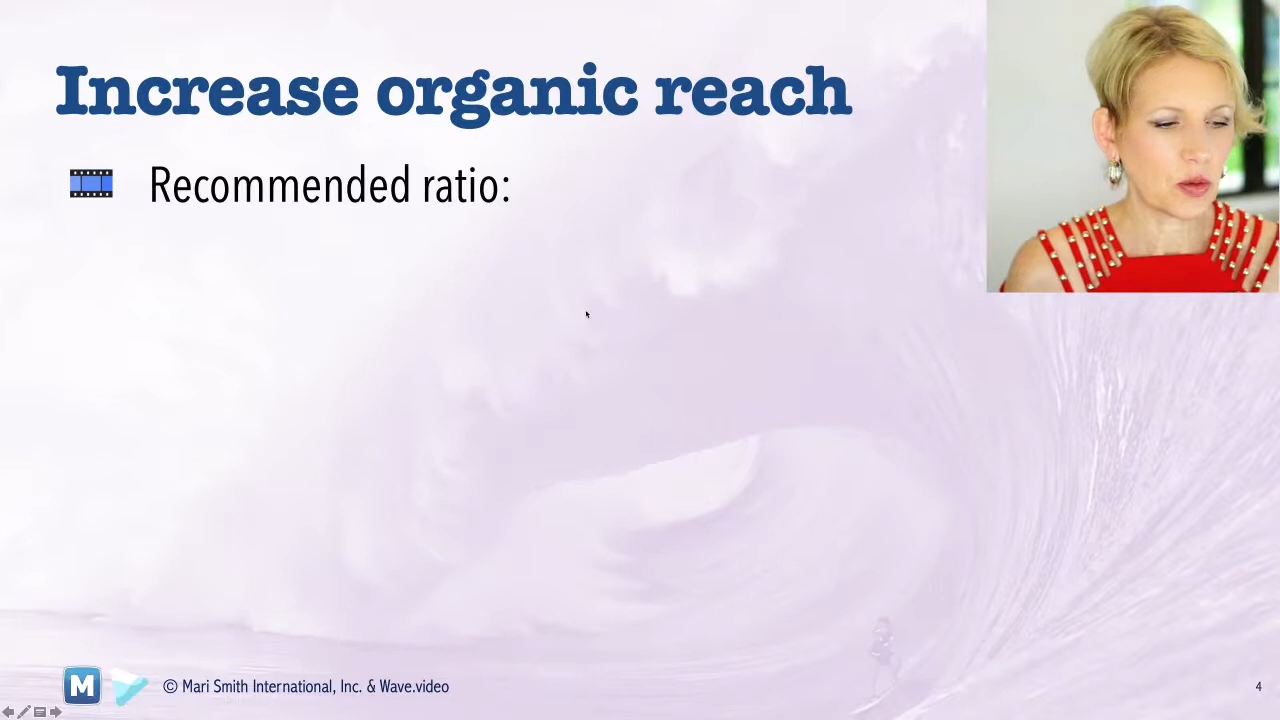 Increase organic reach
Recommended ratio:
M
© Mari Smith International, Inc. & Wave.video
4